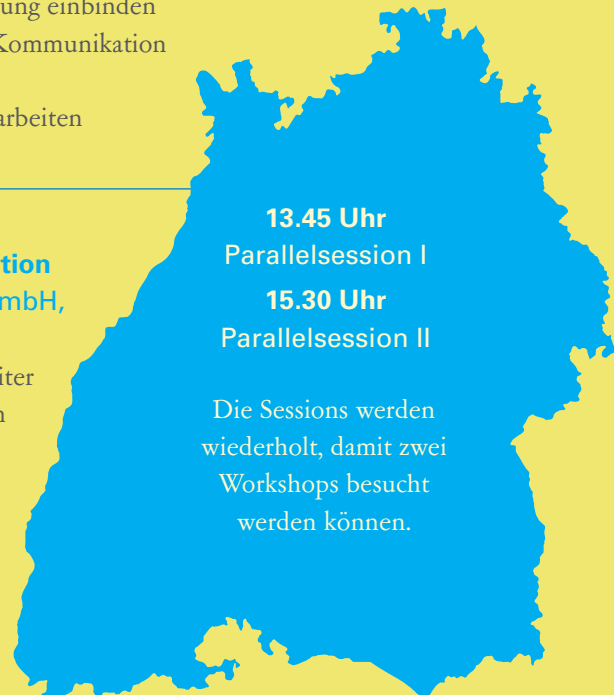 ung einbinden
Kommunikation
arbeiten
tion
mbH,
iter
n
13.45 Uhr
Parallelsession I
15.30 Uhr
Parallelsession II
Die Sessions werden
wiederholt, damit zwei
Workshops besucht
werden können.